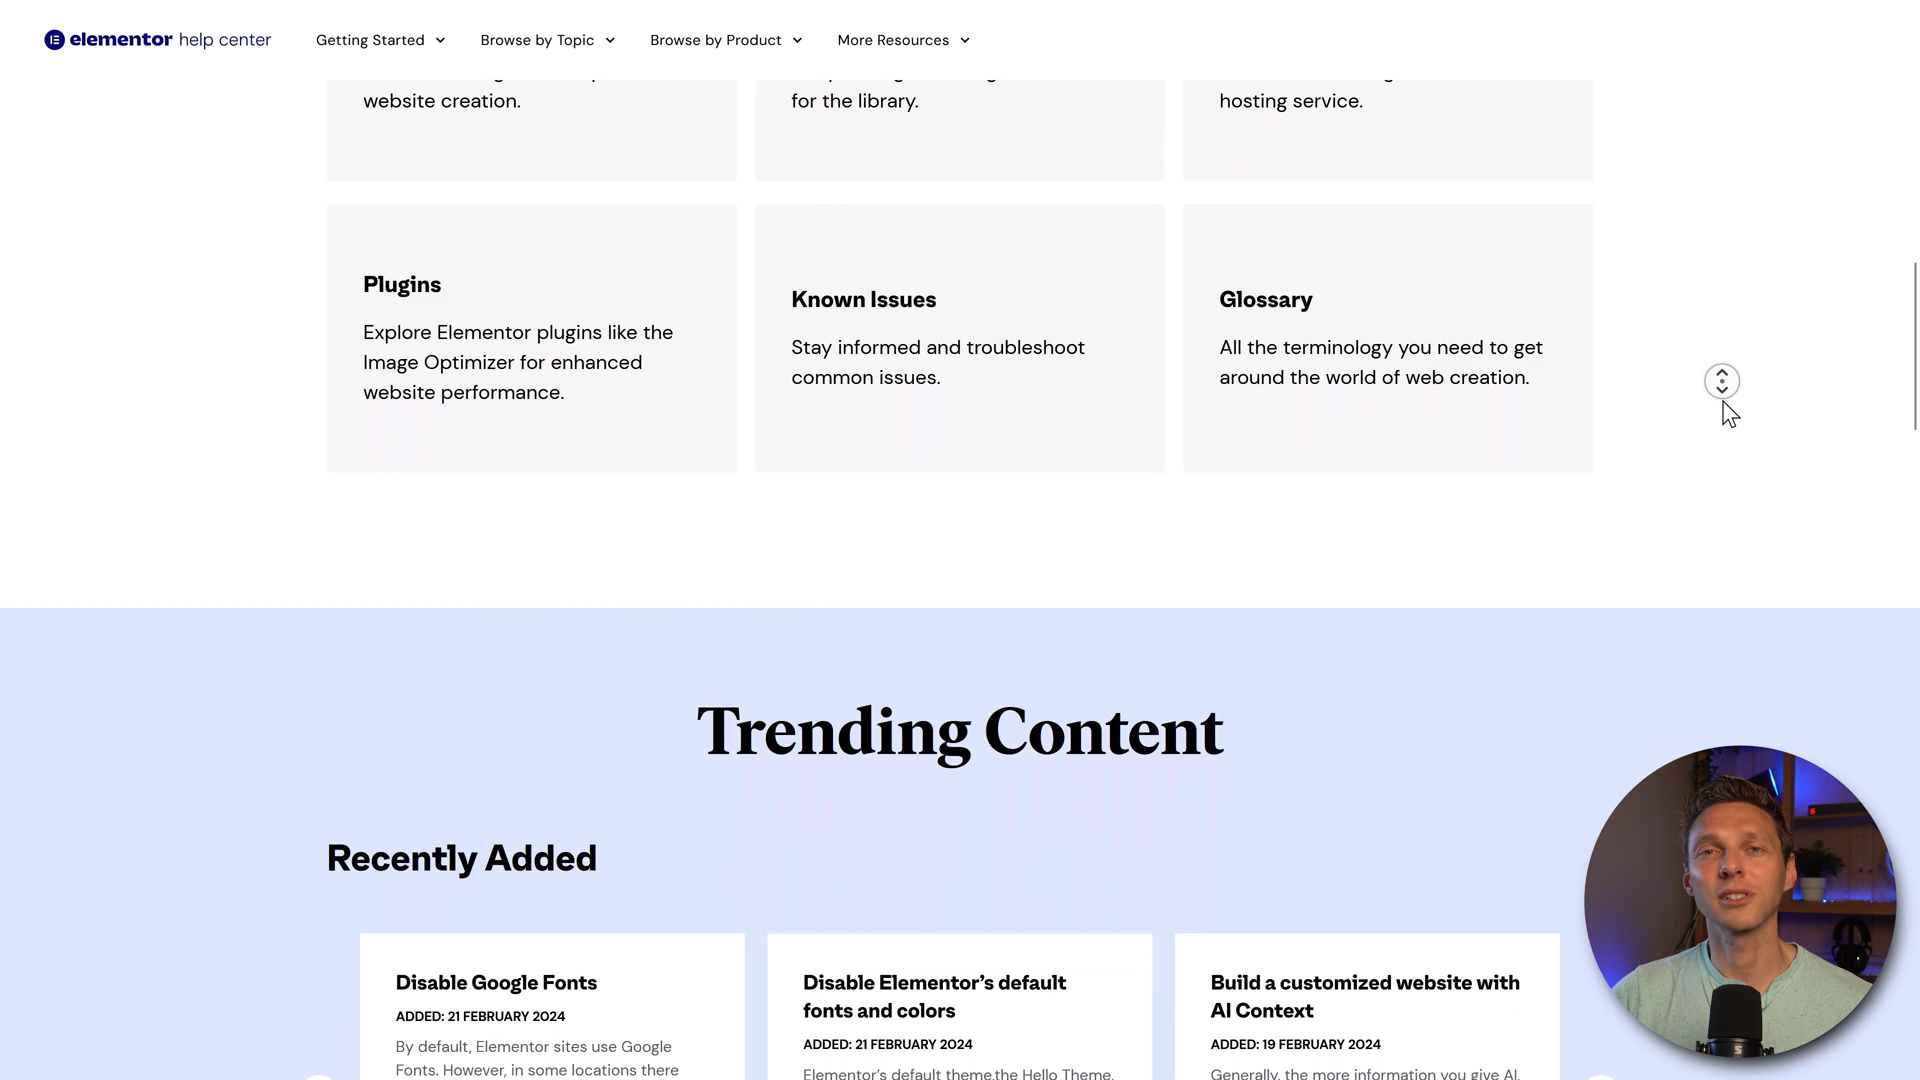 elementor help center
Getting Started
Browse by Topic
Browse by Product
More Resources
website creation.
for the library.
hosting service.
Plugins
Explore Elementor plugins like the
Image Optimizer for enhanced
website performance.
Known Issues
Stay informed and troubleshoot
common issues.
Glossary
All the terminology you need to get
around the world of web creation.
Trending Content
Recently Added
Disable Google Fonts
ADDED: 21 FEBRUARY 2024
By default, Elementor sites use Google
Fonts. However, in some locations there
Disable Elementor’s default
fonts and colors
ADDED: 21 FEBRUARY 2024
Elementor’s default theme,the Hello Theme,
Build a customized website with
AI Context
ADDED: 19 FEBRUARY 2024
Generally, the more information you give AI,